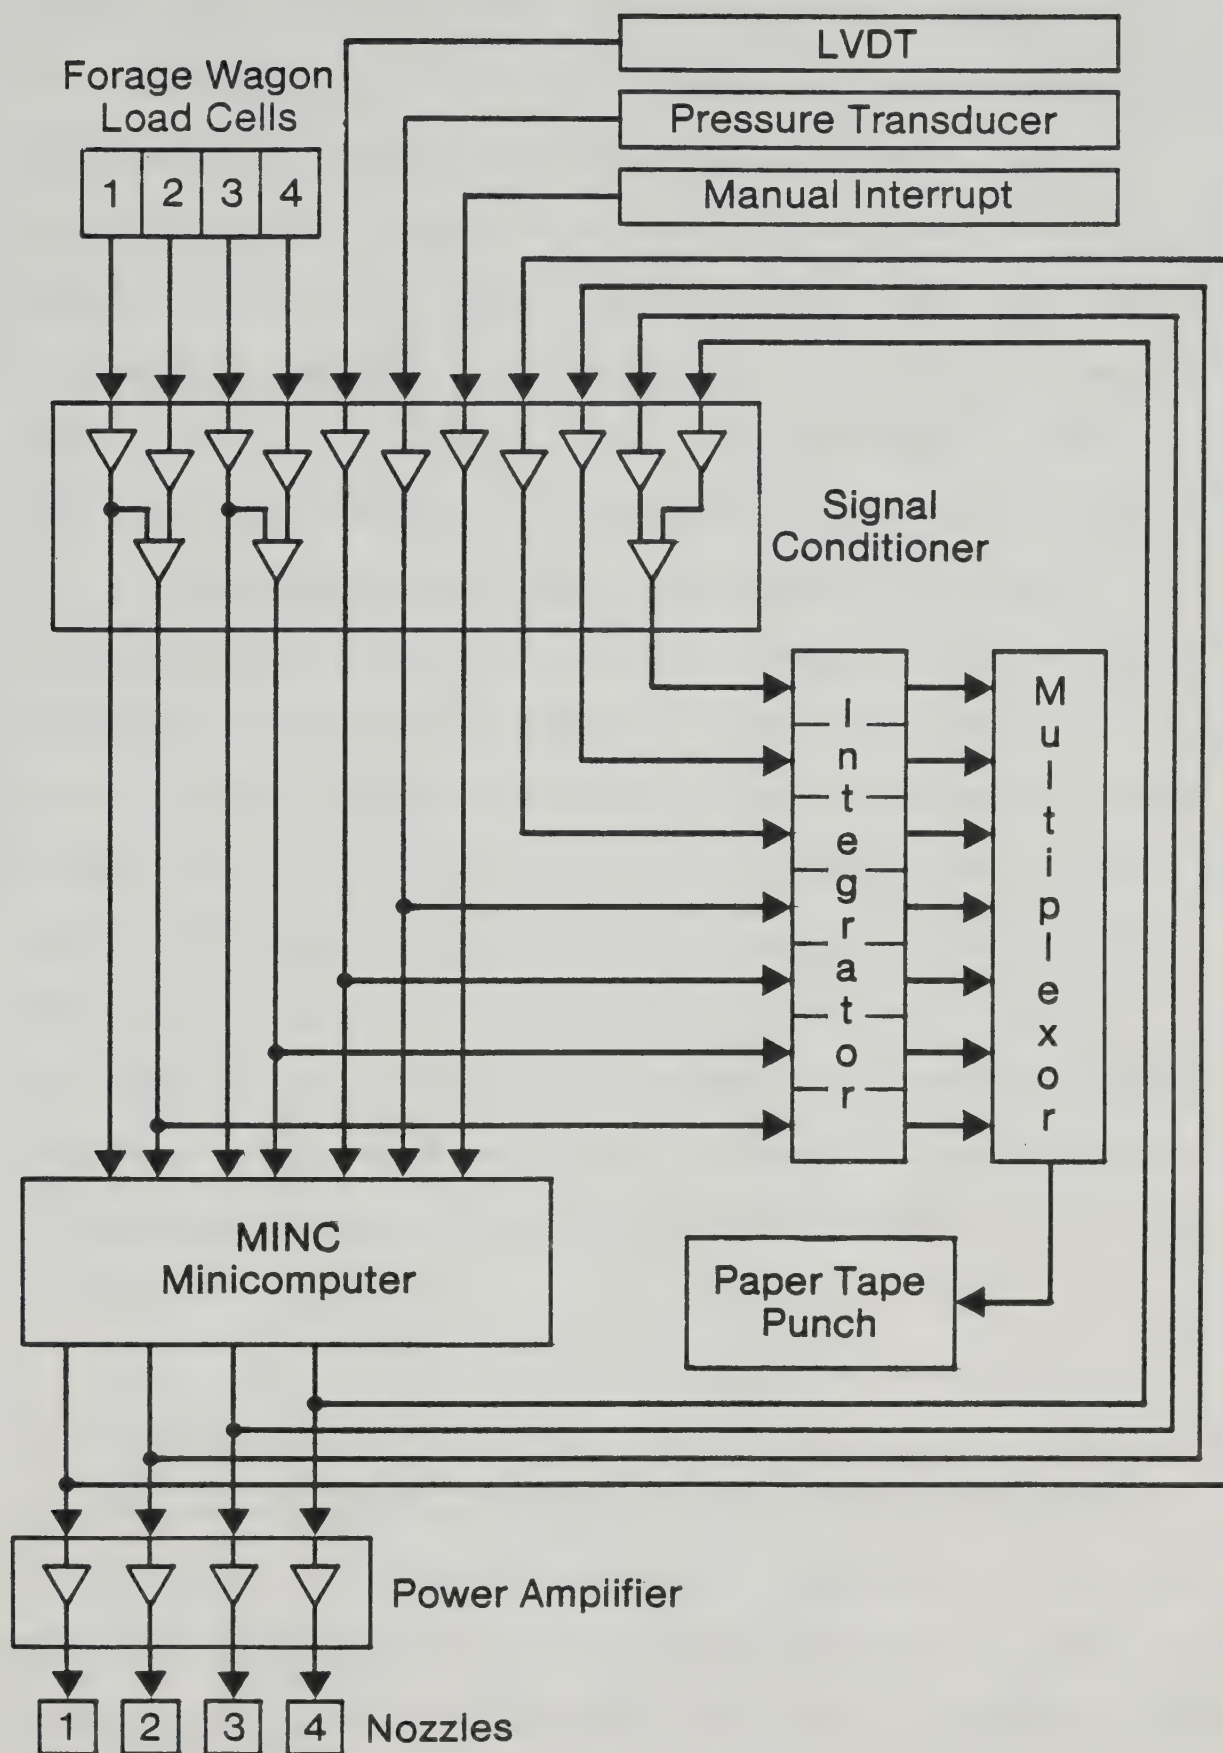 LVDT
Forage Wagon
Load Cells
Pressure Transducer
1 2 3 4
Manual Interrupt
Signal
Conditioner
Integrator
Multiplexor
MINC
Minicomputer
Paper Tape
Punch
Power Amplifier
1 2 3 4 Nozzles